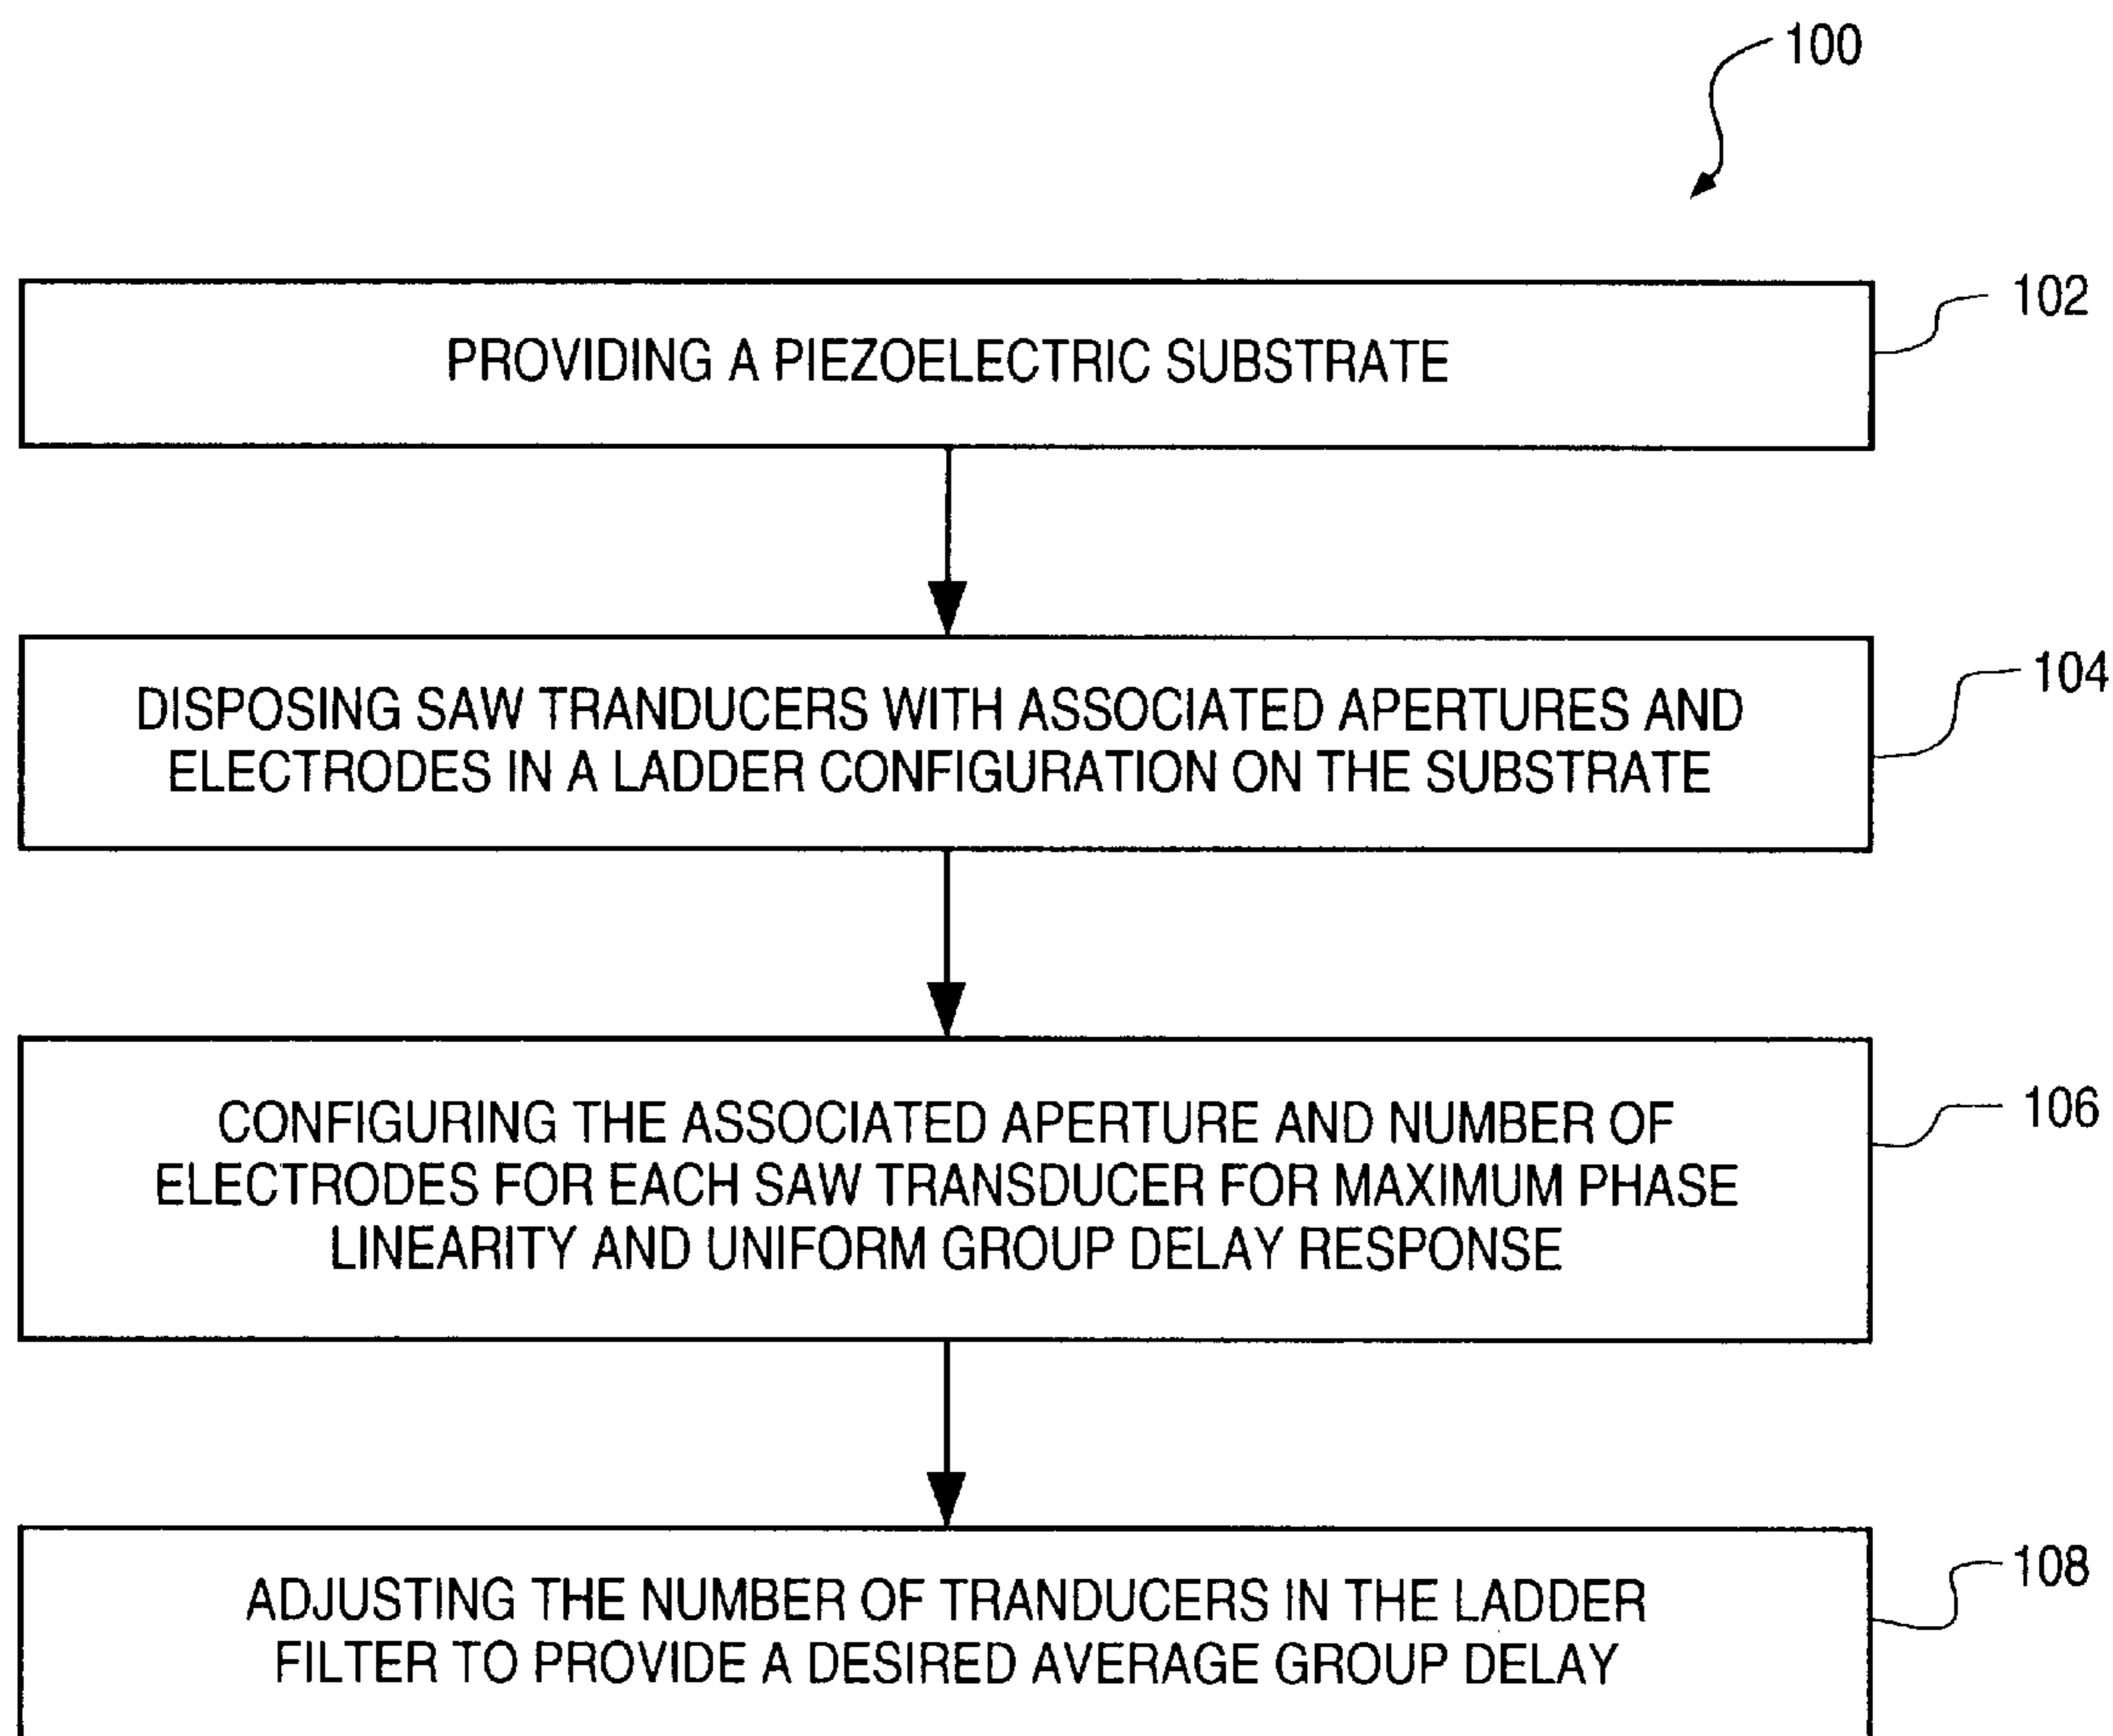 100
102
PROVIDING A PIEZOELECTRIC SUBSTRATE
104
DISPOSING SAW TRANDUCERS WITH ASSOCIATED APERTURES AND
ELECTRODES IN A LADDER CONFIGURATION ON THE SUBSTRATE
106
CONFIGURING THE ASSOCIATED APERTURE AND NUMBER OF
ELECTRODES FOR EACH SAW TRANSDUCER FOR MAXIMUM PHASE
LINEARITY AND UNIFORM GROUP DELAY RESPONSE
108
ADJUSTING THE NUMBER OF TRANDUCERS IN THE LADDER
FILTER TO PROVIDE A DESIRED AVERAGE GROUP DELAY